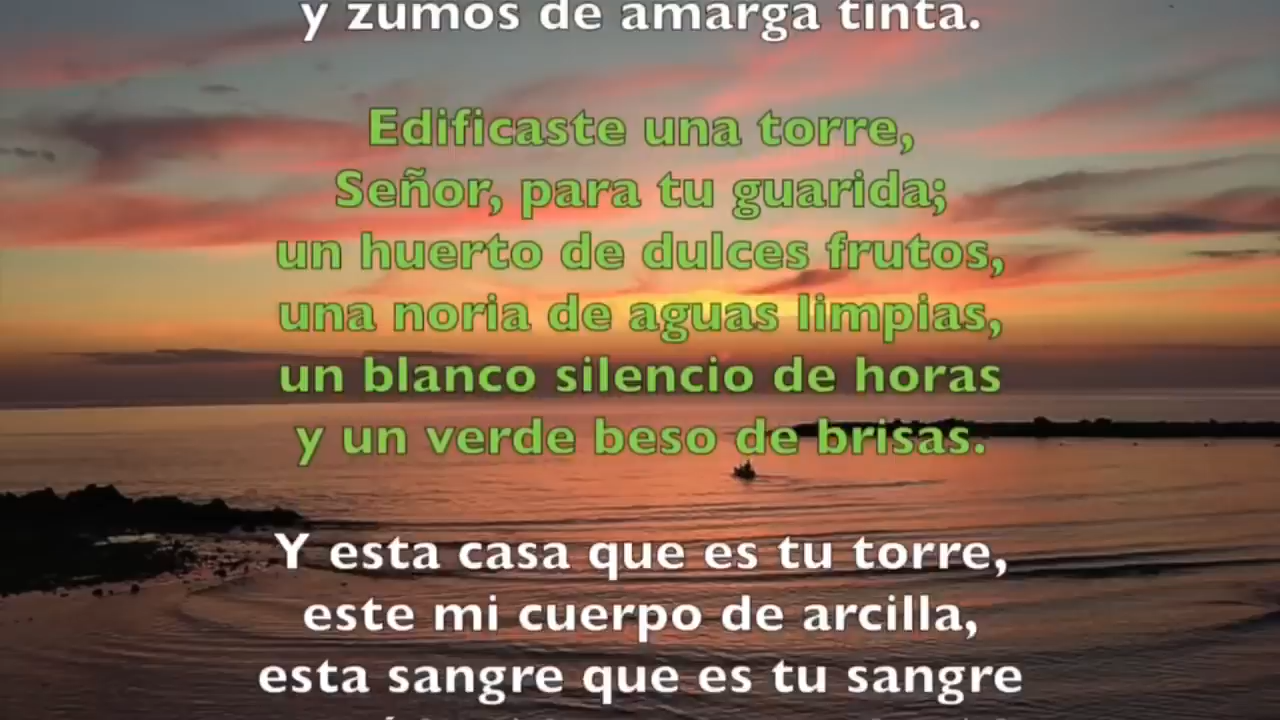 y zumos de amarga tinta.
Edificaste una torre,
Señor, para tu guarida;
un huerto de dulces frutos,
una noria de aguas limpias,
un blanco silencio de horas
y un verde beso de brisas.
Y esta casa que es tu torre,
este mi cuerpo de arcilla,
esta sangre que es tu sangre